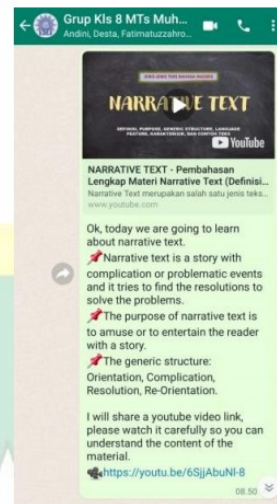 Grup Kls 8 MTs Muh...
Andini, Desta, Fatimatuzzahro...
NARRATIVE TEXT
DEFINISI, PURPOSE, GENERIC STRUCTURE, LANGUAGE
FEATURE, KARAKTERISTIK, DAN CONTOH TEKS
YouTube
NARRATIVE TEXT - Pembahasan
Lengkap Materi Narrative Text (Definisi...
Narrative Text merupakan salah satu jenis teks...
www.youtube.com
Ok, today we are going to learn
about narrative text.
📌Narrative text is a story with
complication or problematic events
and it tries to find the resolutions to
solve the problems.
📌The purpose of narrative text is
to amuse or to entertain the reader
with a story.
📌The generic structure:
Orientation, Complication,
Resolution, Re-Orientation.
I will share a youtube video link,
please watch it carefully so you can
understand the content of the
material.
📹https://youtu.be/6SjjAbuNl-8
08.50